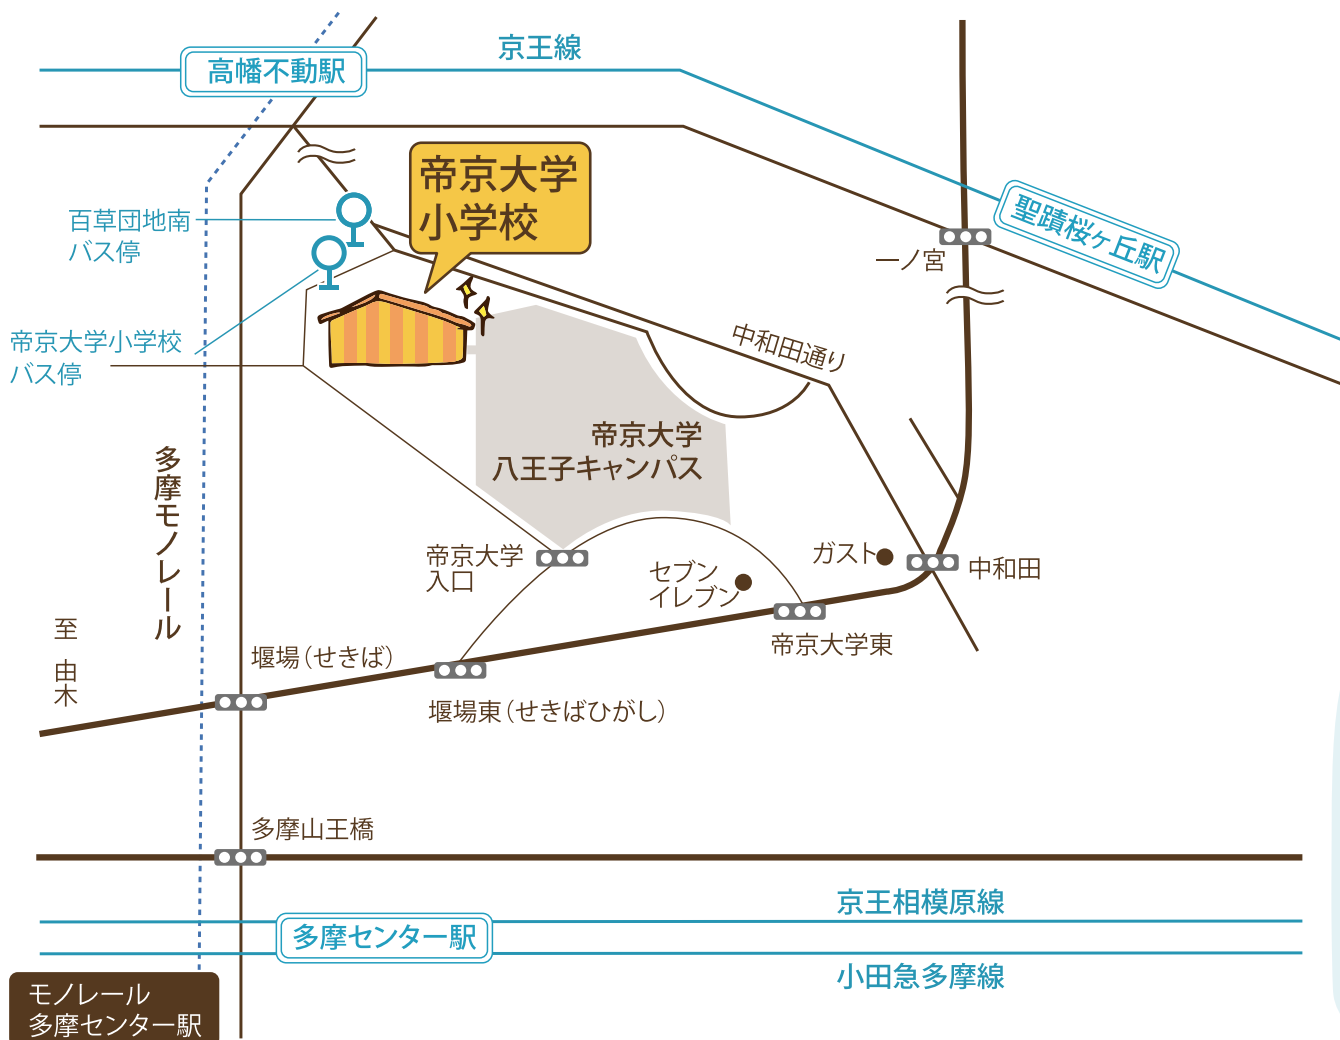 京王線
高幡不動駅
帝京大学
小学校
百草団地南
バス停
聖蹟桜ヶ丘駅
一ノ宮
帝京大学小学校
バス停
中和田通り
帝京大学
八王子キャンパス
多摩モノレール
帝京大学
入口
セブン
イレブン
ガスト
中和田
帝京大学東
至 由木
堰場(せきば)
堰場東(せきばひがし)
多摩山王橋
京王相模原線
多摩センター駅
小田急多摩線
モノレール
多摩センター駅